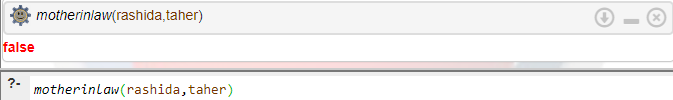 motherinlaw(rashida,taher)
false
?- motherinlaw(rashida,taher)